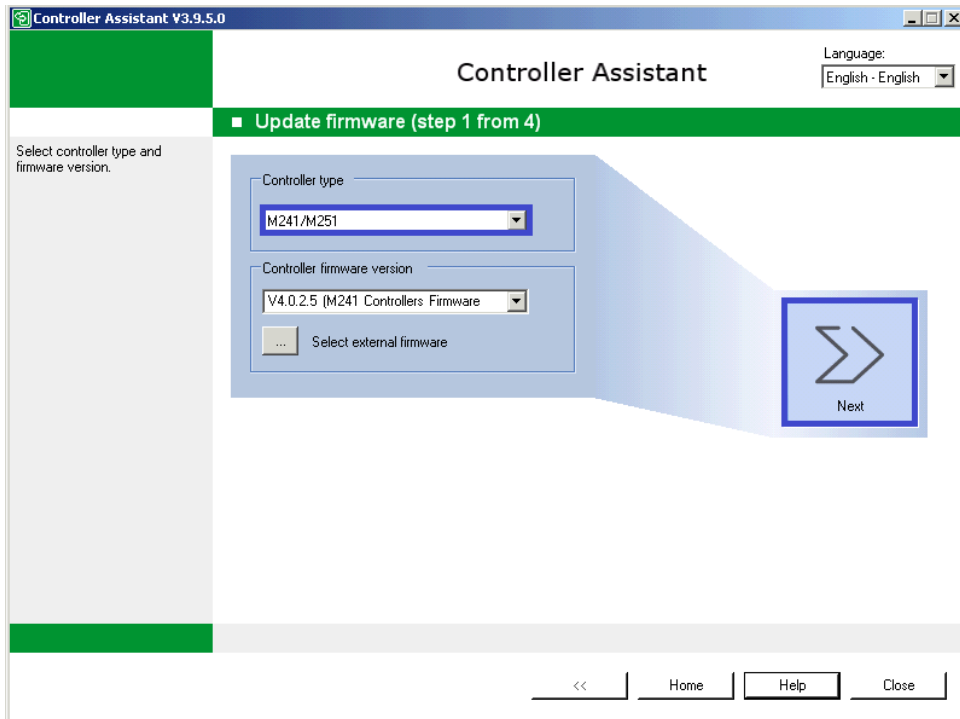 Controller Assistant V3.9.5.0
Controller Assistant
Language:
English - English
Update firmware (step 1 from 4)
Select controller type and
firmware version.
Controller type
M241/M251
Controller firmware version
V4.0.2.5 (M241 Controllers Firmware
... Select external firmware
Next
<< Home Help Close